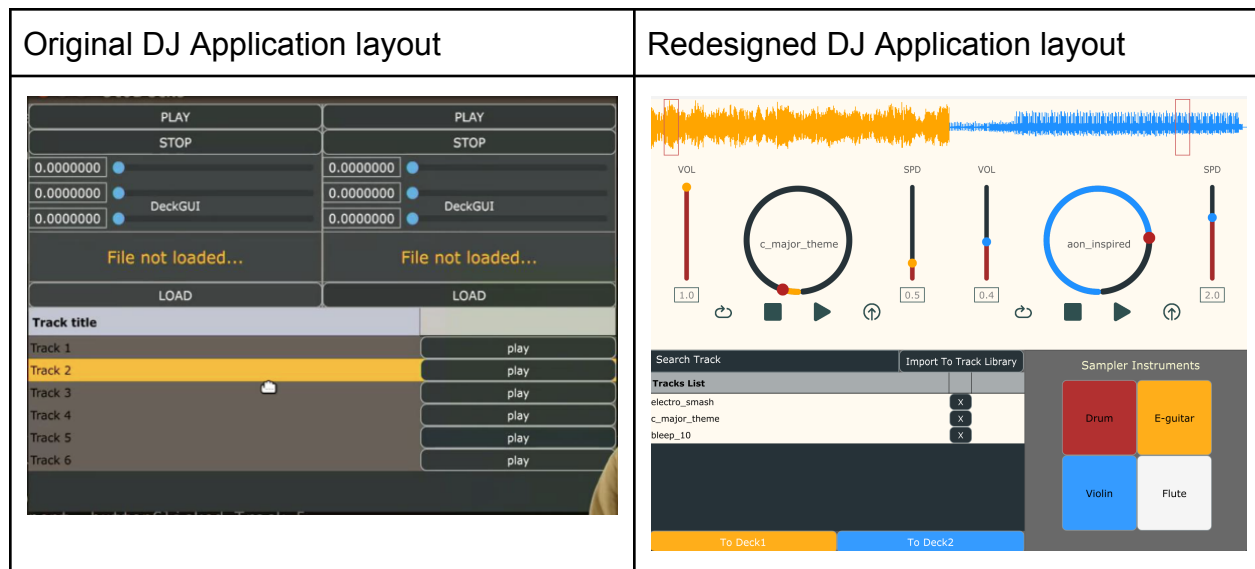 Original DJ Application layout
Redesigned DJ Application layout
PLAY PLAY
STOP STOP
0.0000000 0.0000000
0.0000000 0.0000000
DeckGUI DeckGUI
0.0000000 0.0000000
File not loaded... File not loaded...
LOAD LOAD
Track title
Track 1 play
Track 2 play
Track 3 play
Track 4 play
Track 5 play
Track 6 play
VOL SPD VOL SPD
c_major_theme aon_inspired
1.0 0.5 0.4 2.0
Search Track Import To Track Library
Tracks List
electro_smash X
c_major_theme X
bleep_10 X
To Deck1 To Deck2
Sampler Instruments
Drum E-guitar
Violin Flute